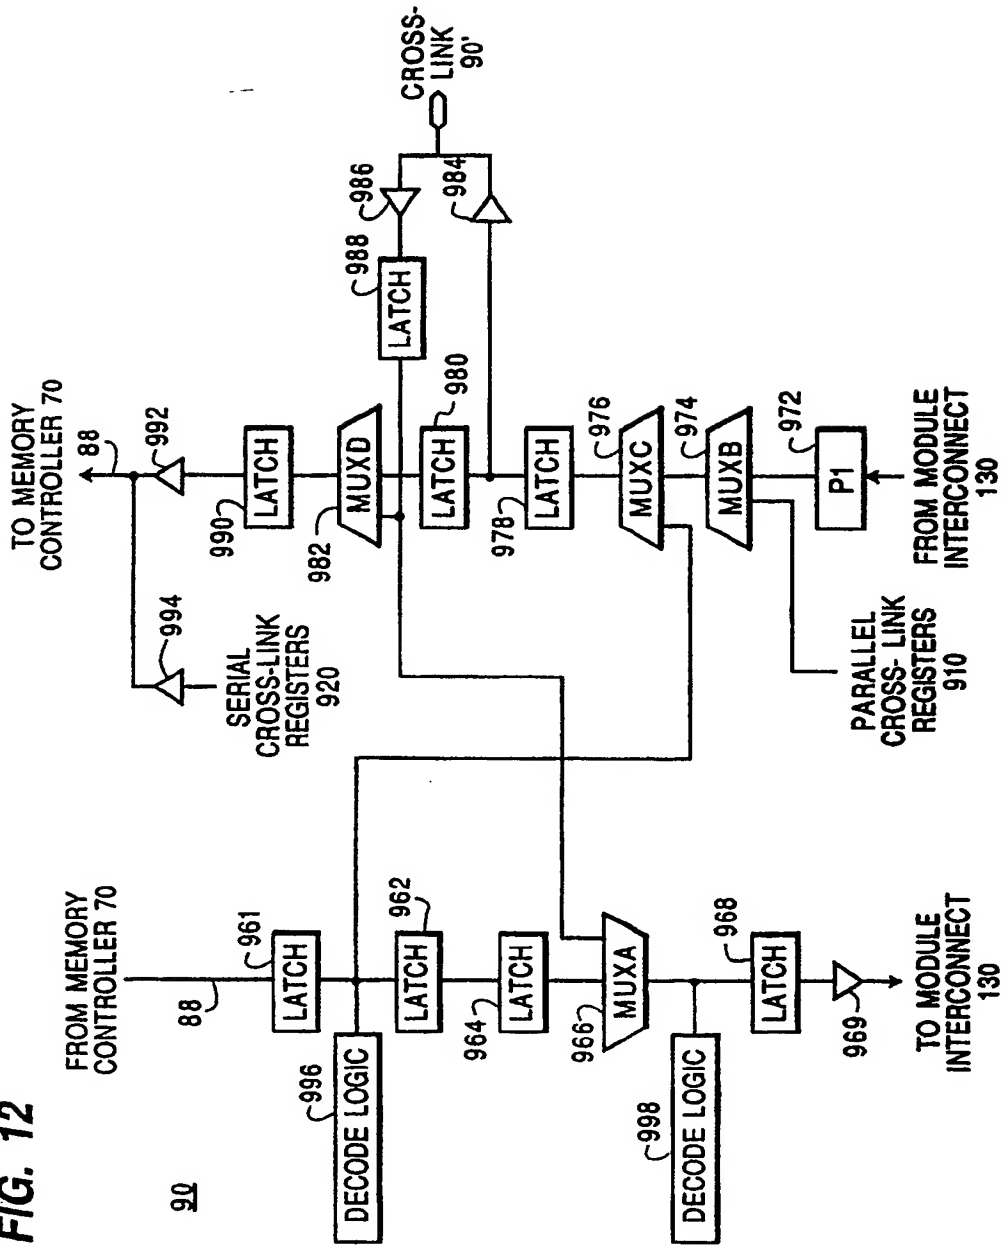 FIG. 12
90
FROM MEMORY
CONTROLLER 70
88
961
LATCH
996
DECODE LOGIC
962
LATCH
964
LATCH
966
MUXA
998
DECODE LOGIC
968
LATCH
969
TO MODULE
INTERCONNECT
130
TO MEMORY
CONTROLLER 70
88
992
994
SERIAL
CROSS-LINK
REGISTERS
920
990
LATCH
982
MUXD
980
LATCH
978
LATCH
976
MUXC
974
MUXB
972
P1
FROM MODULE
INTERCONNECT
130
PARALLEL
CROSS- LINK
REGISTERS
910
988
LATCH
986
984
CROSS-
LINK
90'